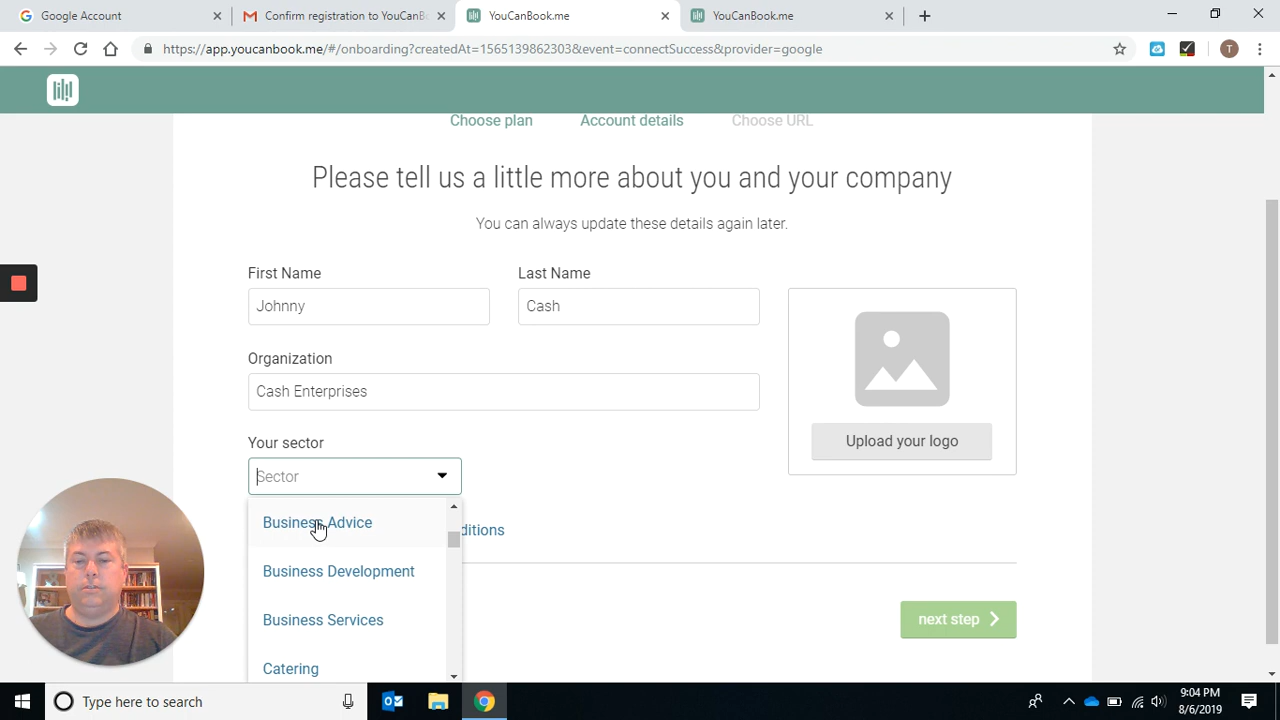 Google Account
Confirm registration to YouCanB
YouCanBook.me
YouCanBook.me
https://app.youcanbook.me/#/onboarding?createdAt=1565139862303&event=connectSuccess&provider=google
T
Choose plan
Account details
Choose URL
Please tell us a little more about you and your company
You can always update these details again later.
First Name
Last Name
Johnny
Cash
Organization
Cash Enterprises
Upload your logo
Your sector
Sector
Business Advice
ditions
Business Development
Business Services
next step
Catering
Type here to search
9:04 PM
8/6/2019